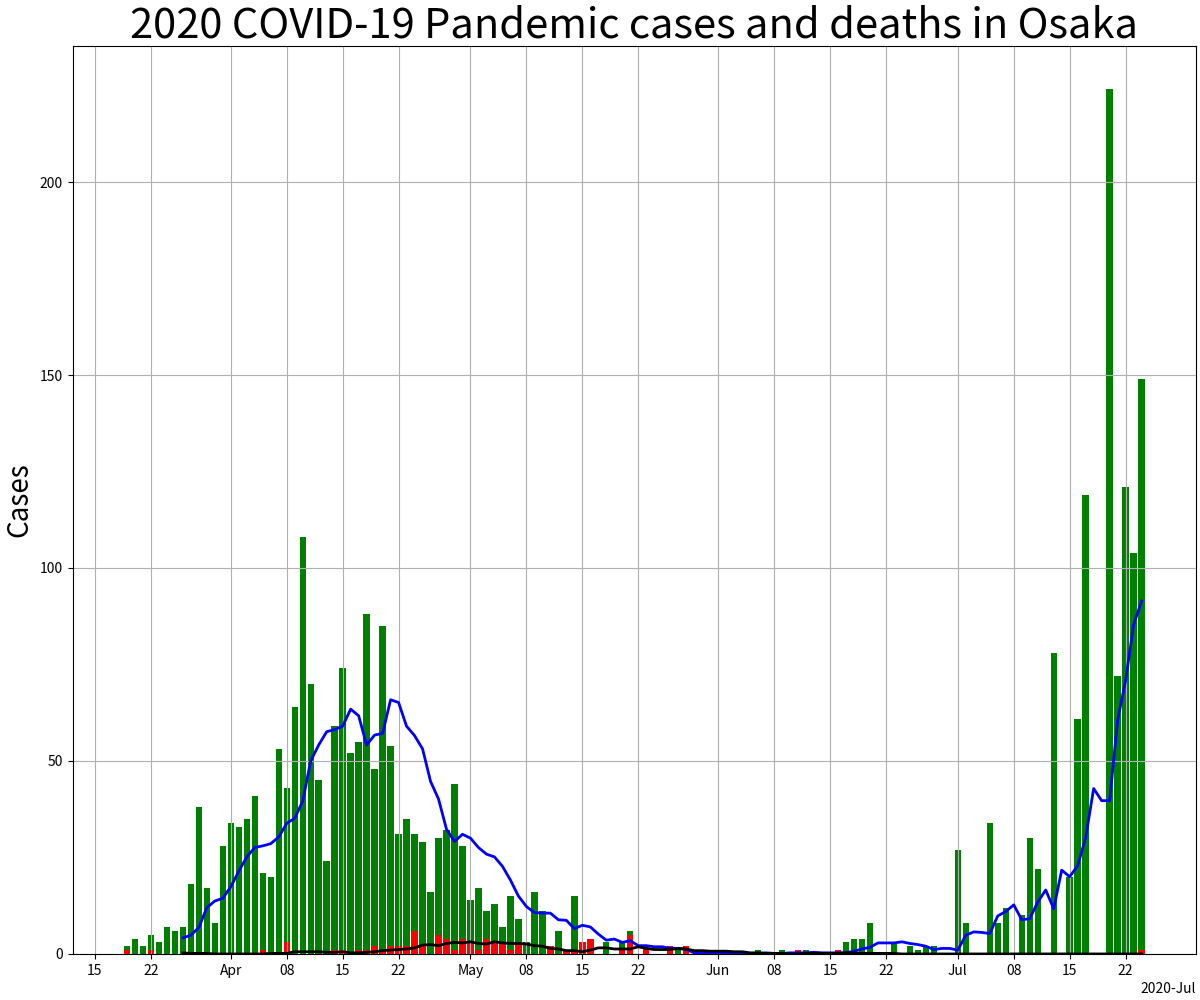 2020 COVID-19 Pandemic cases and deaths in Osaka
Cases
200
150
100
50
0
15 22 Apr 08 15 22 May 08 15 22 Jun 08 15 22 Jul 08 15 22
2020-Jul